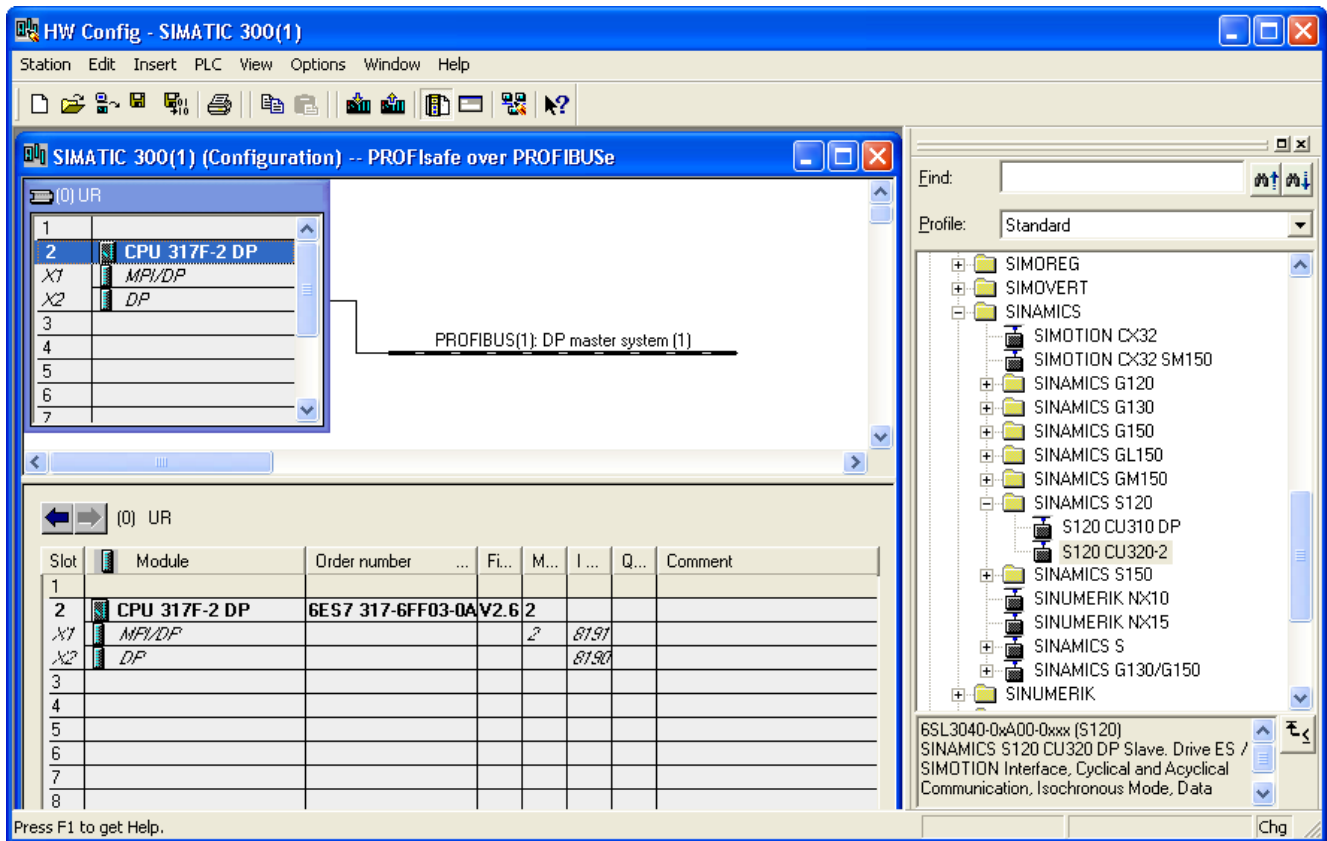 HW Config - SIMATIC 300(1)
Station Edit Insert PLC View Options Window Help
SIMATIC 300(1) (Configuration) -- PROFIsafe over PROFIBUSe
(0) UR
1
2 CPU 317F-2 DP
X1 MPI/DP
X2 DP
3
4
5
6
7
PROFIBUS(1): DP master system (1)
(0) UR
Slot Module Order number ... Fi... M... I ... Q... Comment
1
2 CPU 317F-2 DP 6ES7 317-6FF03-0A V2.6 2
X1 MPI/DP 2 8191
X2 DP 8190
3
4
5
6
7
8
Find:
Profile: Standard
SIMOREG
SIMOVERT
SINAMICS
SIMOTION CX32
SIMOTION CX32 SM150
SINAMICS G120
SINAMICS G130
SINAMICS G150
SINAMICS GL150
SINAMICS GM150
SINAMICS S120
S120 CU310 DP
S120 CU320-2
SINAMICS S150
SINUMERIK NX10
SINUMERIK NX15
SINAMICS S
SINAMICS G130/G150
SINUMERIK
6SL3040-0xA00-0xxx (S120)
SINAMICS S120 CU320 DP Slave. Drive ES /
SIMOTION Interface, Cyclical and Acyclical
Communication, Isochronous Mode, Data
Press F1 to get Help.
Chg